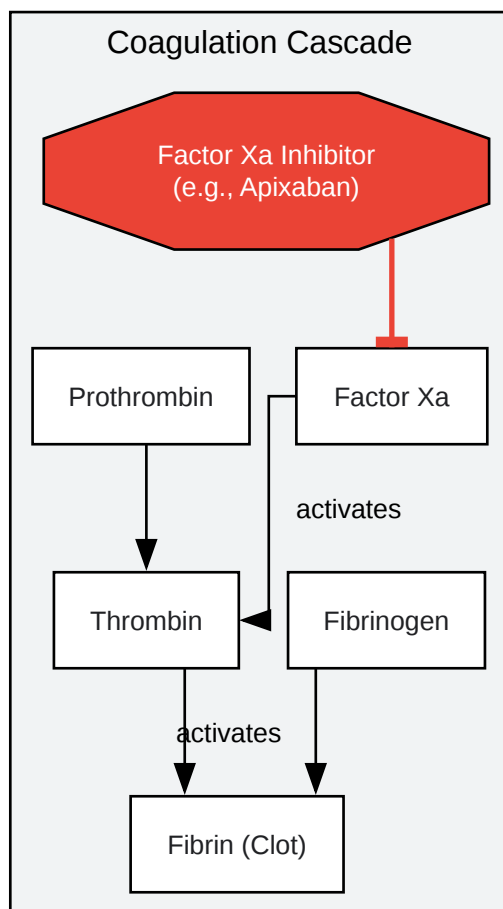 Coagulation Cascade
Factor Xa Inhibitor
(e.g., Apixaban)
Prothrombin
Factor Xa
activates
Thrombin
Fibrinogen
activates
Fibrin (Clot)